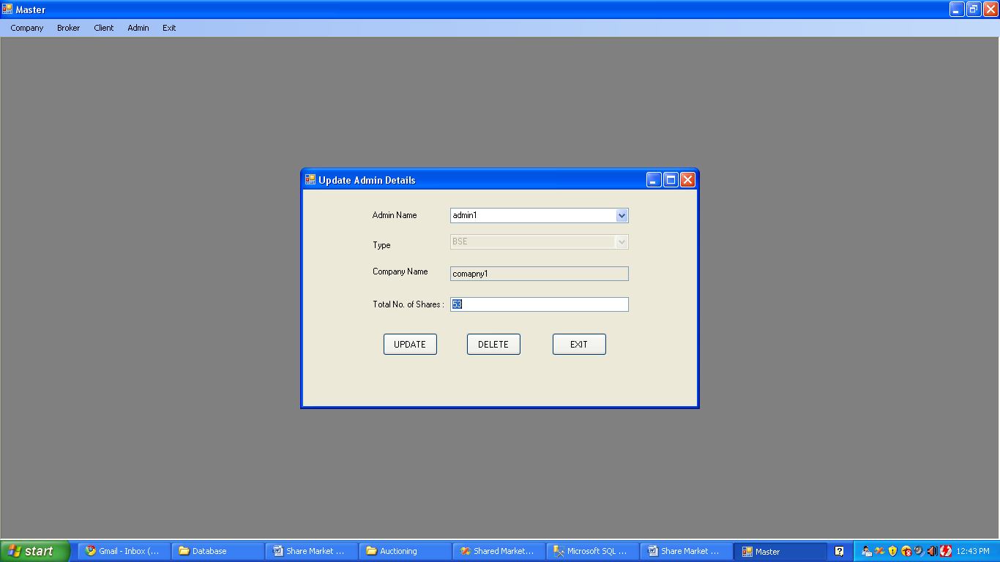 Master
Company Broker Client Admin Exit
Update Admin Details
Admin Name admin1
Type BSE
Company Name comapny1
Total No. of Shares : 53
UPDATE DELETE EXIT
start Gmail - Inbox (... Database Share Market ... Auctioning Shared Market... Microsoft SQL ... Share Market ... Master 12:43 PM